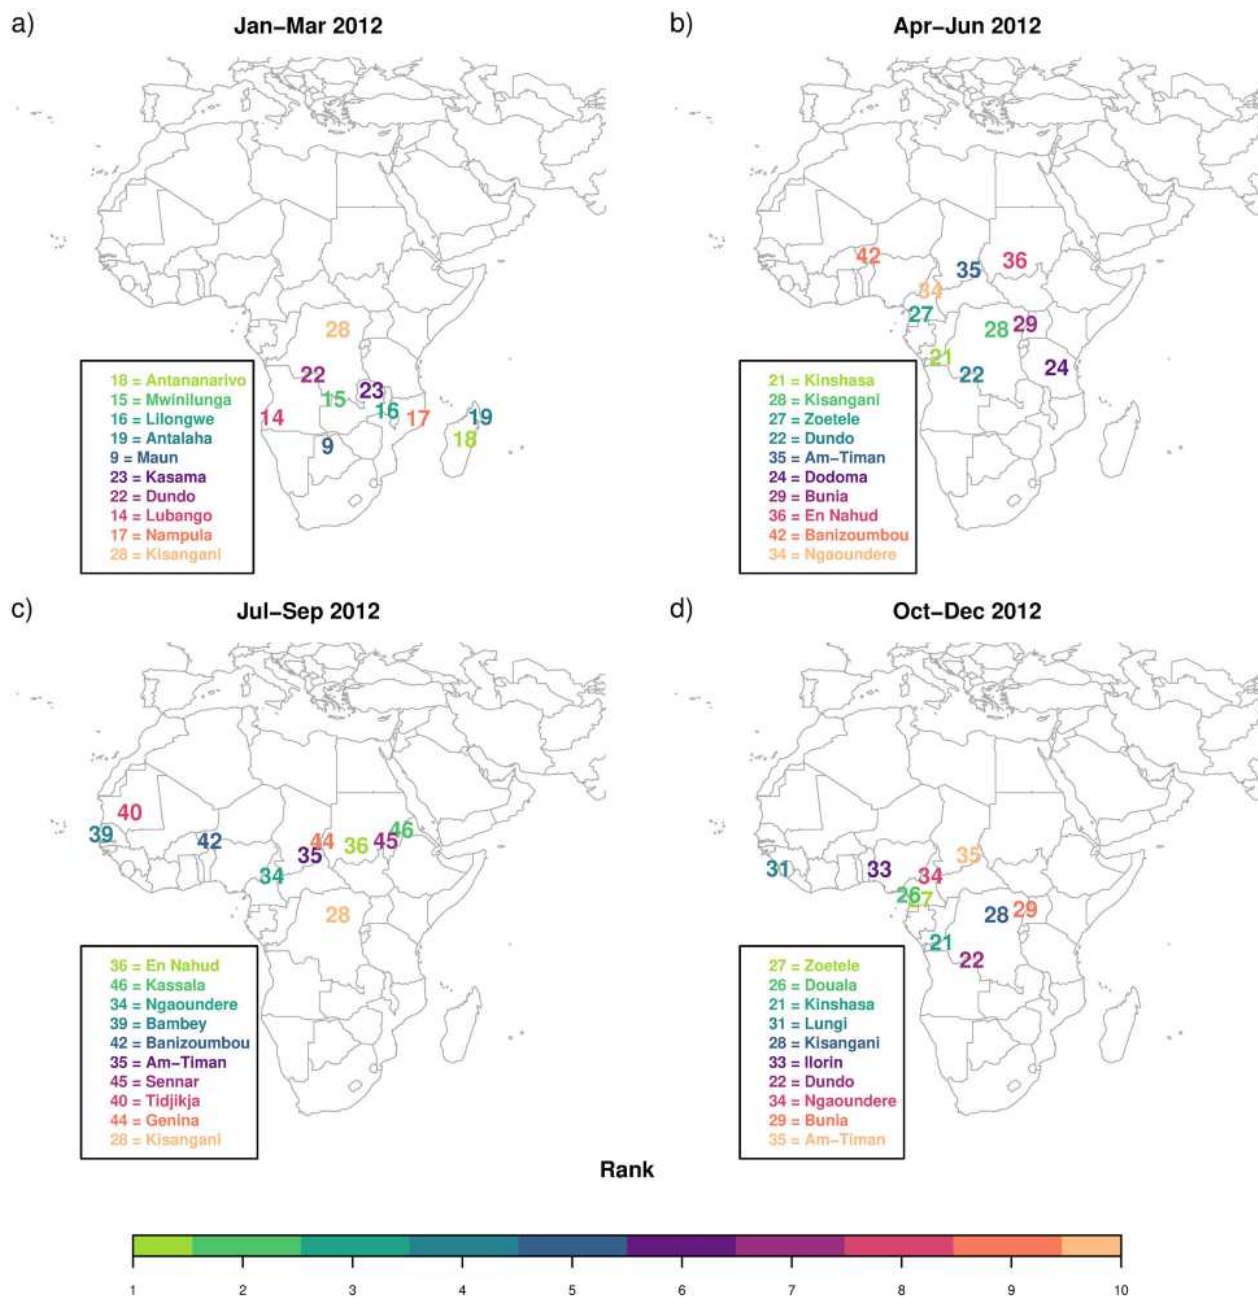 a)
Jan–Mar 2012
28
22
23
15
16
14
17
19
18
9
18 = Antananarivo
15 = Mwinilunga
16 = Lilongwe
19 = Antalaha
9 = Maun
23 = Kasama
22 = Dundo
14 = Lubango
17 = Nampula
28 = Kisangani
b)
Apr–Jun 2012
42
36
35
34
27
29
28
21
24
22
21 = Kinshasa
28 = Kisangani
27 = Zoetele
22 = Dundo
35 = Am–Timan
24 = Dodoma
29 = Bunia
36 = En Nahud
42 = Banizoumbou
34 = Ngaoundere
c)
Jul–Sep 2012
40
46
39
42
44
45
36
35
34
28
36 = En Nahud
46 = Kassala
34 = Ngaoundere
39 = Bambey
42 = Banizoumbou
35 = Am–Timan
45 = Sennar
40 = Tidjikja
44 = Genina
28 = Kisangani
d)
Oct–Dec 2012
35
31
33
34
26
27
29
28
21
22
27 = Zoetele
26 = Douala
21 = Kinshasa
31 = Lungi
28 = Kisangani
33 = Ilorin
22 = Dundo
34 = Ngaoundere
29 = Bunia
35 = Am–Timan
Rank
1 2 3 4 5 6 7 8 9 10